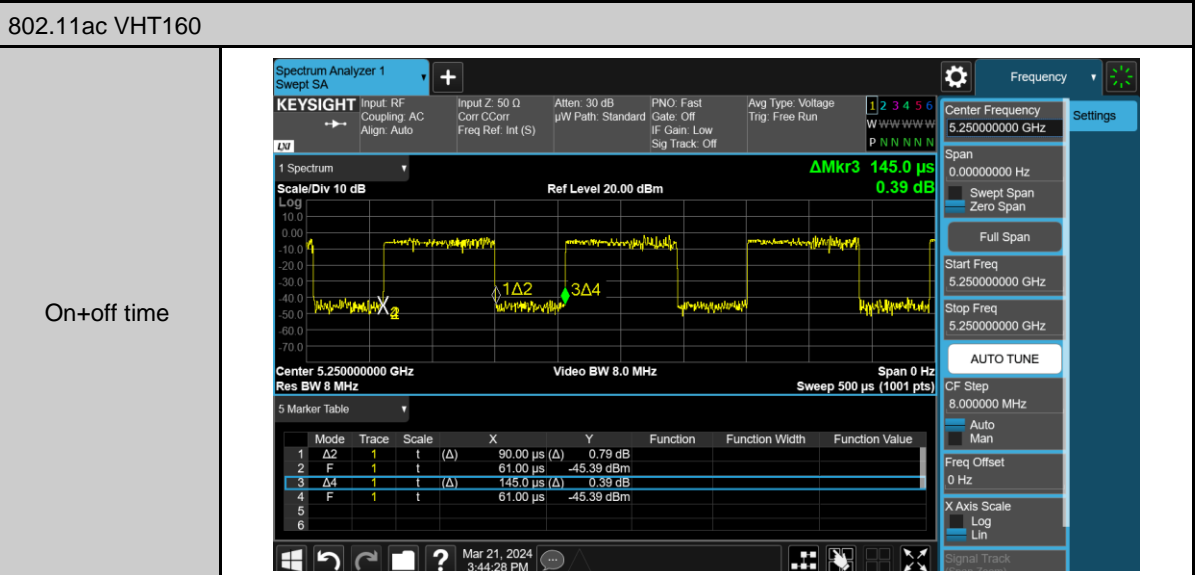 802.11ac VHT160
On+off time
Spectrum Analyzer 1
Swept SA
Frequency
KEYSIGHT
Input: RF
Coupling: AC
Align: Auto
Input Z: 50 Ω
Corr CCorr
Freq Ref: Int (S)
Atten: 30 dB
µW Path: Standard
PNO: Fast
Gate: Off
IF Gain: Low
Sig Track: Off
Avg Type: Voltage
Trig: Free Run
1 2 3 4 5 6
W W W W W W
P N N N N N
LXI
1 Spectrum
ΔMkr3 145.0 µs
0.39 dB
Scale/Div 10 dB
Ref Level 20.00 dBm
Log
10.0
0.00
-10.0
-20.0
-30.0
-40.0
-50.0
-60.0
-70.0
1Δ2
3Δ4
Center 5.250000000 GHz
Video BW 8.0 MHz
Span 0 Hz
Res BW 8 MHz
Sweep 500 µs (1001 pts)
5 Marker Table
Mode Trace Scale X Y Function Function Width Function Value
1 Δ2 1 t (Δ) 90.00 µs (Δ) 0.79 dB
2 F 1 t 61.00 µs -45.39 dBm
3 Δ4 1 t (Δ) 145.0 µs (Δ) 0.39 dB
4 F 1 t 61.00 µs -45.39 dBm
5
6
?
Mar 21, 2024
3:44:28 PM
Center Frequency
5.250000000 GHz
Settings
Span
0.00000000 Hz
Swept Span
Zero Span
Full Span
Start Freq
5.250000000 GHz
Stop Freq
5.250000000 GHz
AUTO TUNE
CF Step
8.000000 MHz
Auto
Man
Freq Offset
0 Hz
X Axis Scale
Log
Lin
Signal Track